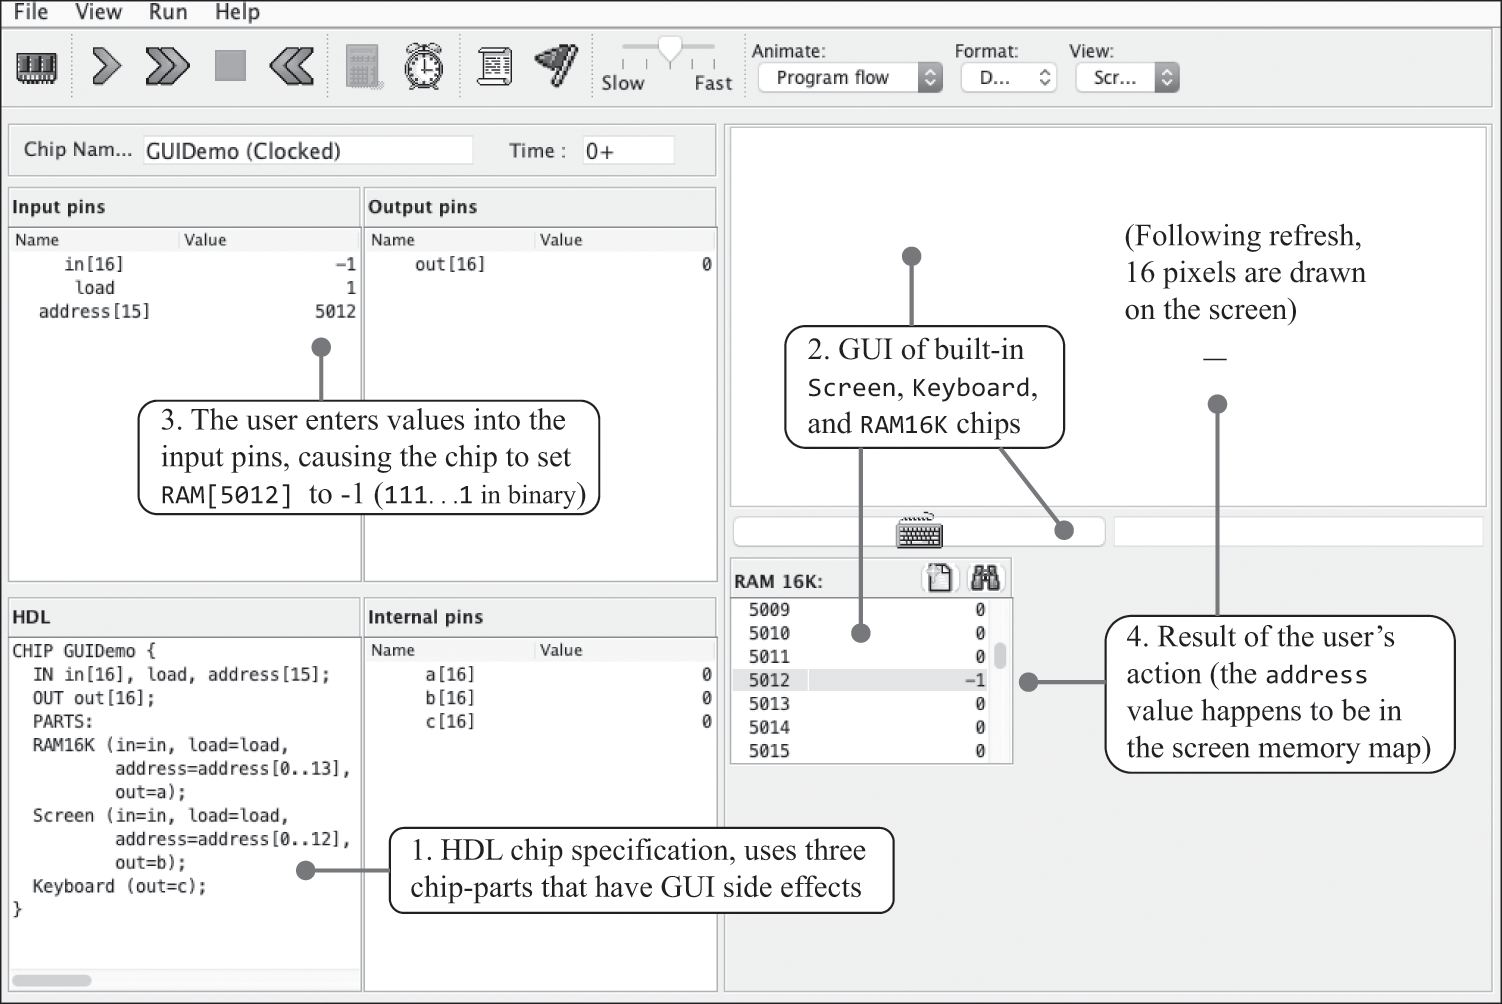 File View Run Help
Animate: Format: View:
Slow Fast Program flow D... Scr...
Chip Nam... GUIDemo (Clocked) Time : 0+
Input pins
Name Value
in[16] -1
load 1
address[15] 5012
Output pins
Name Value
out[16] 0
3. The user enters values into the
input pins, causing the chip to set
RAM[5012] to -1 (111...1 in binary)
(Following refresh,
16 pixels are drawn
on the screen)
2. GUI of built-in
Screen, Keyboard,
and RAM16K chips
HDL
CHIP GUIDemo {
IN in[16], load, address[15];
OUT out[16];
PARTS:
RAM16K (in=in, load=load,
address=address[0..13],
out=a);
Screen (in=in, load=load,
address=address[0..12],
out=b);
Keyboard (out=c);
}
Internal pins
Name Value
a[16] 0
b[16] 0
c[16] 0
1. HDL chip specification, uses three
chip-parts that have GUI side effects
RAM 16K:
5009 0
5010 0
5011 0
5012 -1
5013 0
5014 0
5015 0
4. Result of the user’s
action (the address
value happens to be in
the screen memory map)